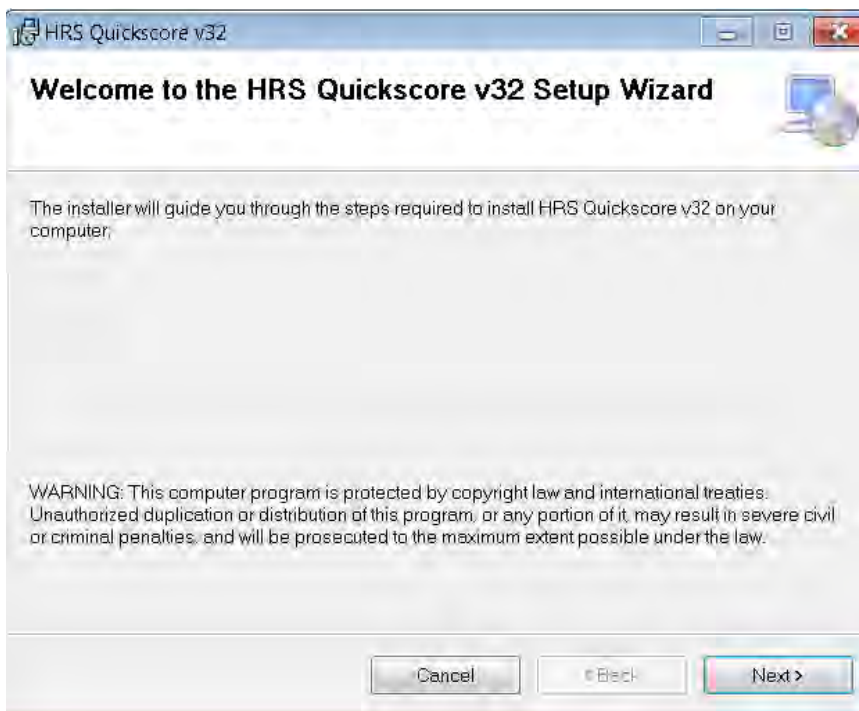 HRS Quickscore v32
Welcome to the HRS Quickscore v32 Setup Wizard
The installer will guide you through the steps required to install HRS Quickscore v32 on your
computer.
WARNING: This computer program is protected by copyright law and international treaties.
Unauthorized duplication or distribution of this program, or any portion of it, may result in severe civil
or criminal penalties, and will be prosecuted to the maximum extent possible under the law.
Cancel
< Back
Next >